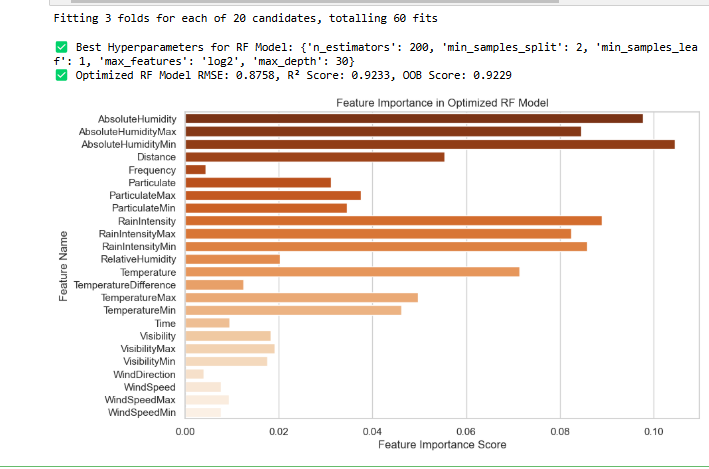 Fitting 3 folds for each of 20 candidates, totalling 60 fits
✅ Best Hyperparameters for RF Model: {'n_estimators': 200, 'min_samples_split': 2, 'min_samples_lea
f': 1, 'max_features': 'log2', 'max_depth': 30}
✅ Optimized RF Model RMSE: 0.8758, R² Score: 0.9233, OOB Score: 0.9229
Feature Importance in Optimized RF Model
Feature Name
AbsoluteHumidity
AbsoluteHumidityMax
AbsoluteHumidityMin
Distance
Frequency
Particulate
ParticulateMax
ParticulateMin
RainIntensity
RainIntensityMax
RainIntensityMin
RelativeHumidity
Temperature
TemperatureDifference
TemperatureMax
TemperatureMin
Time
Visibility
VisibilityMax
VisibilityMin
WindDirection
WindSpeed
WindSpeedMax
WindSpeedMin
0.00 0.02 0.04 0.06 0.08 0.10
Feature Importance Score